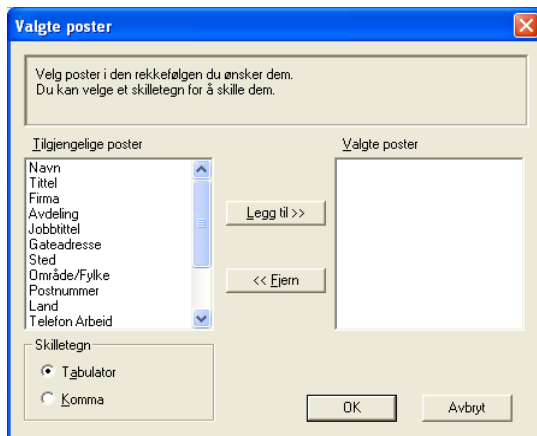 Valgte poster
Velg poster i den rekkefølgen du ønsker dem.
Du kan velge et skilletegn for å skille dem.
Tilgjengelige poster
Valgte poster
Navn
Tittel
Firma
Avdeling
Jobbtittel
Gateadresse
Sted
Område/Fylke
Postnummer
Land
Telefon Arbeid
Legg til >>
<< Fjern
Skilletegn
Tabulator
Komma
OK
Avbryt